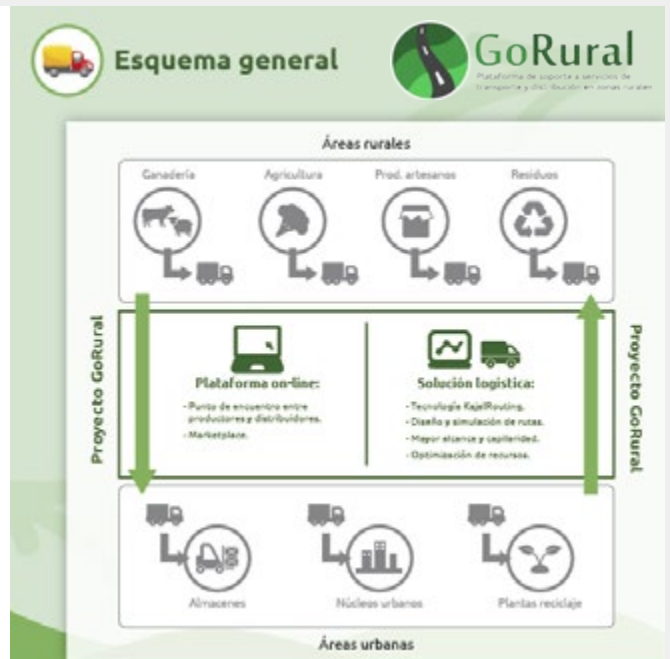 Esquema general
GoRural
Plataforma de soporte a servicios de
transporte y distribución en zonas rurales
Áreas rurales
Ganadería
Agricultura
Prod. artesanos
Residuos
Proyecto GoRural
Plataforma on-line:
- Punto de encuentro entre
productores y distribuidores.
- Marketplace.
Solución logística:
- Tecnología KajalRouting.
- Diseño y simulación de rutas.
- Mayor alcance y capilaridad.
- Optimización de recursos.
Proyecto GoRural
Almacenes
Núcleos urbanos
Plantas reciclaje
Áreas urbanas